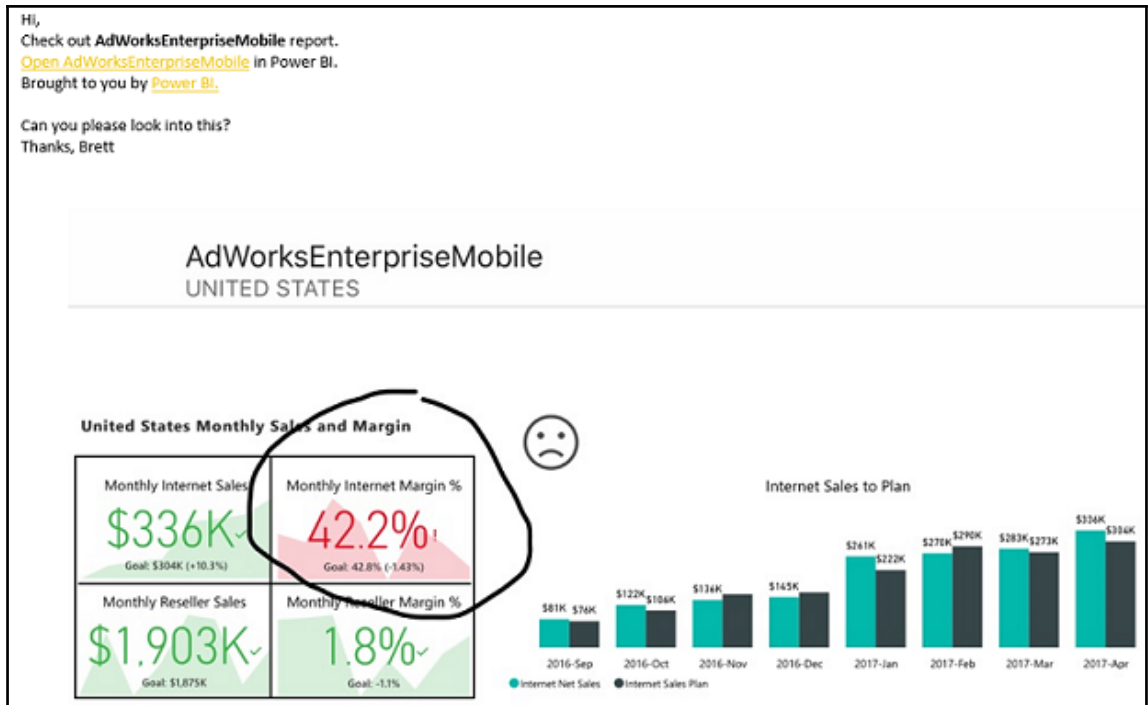 Hi,
Check out AdWorksEnterpriseMobile report.
Open AdWorksEnterpriseMobile in Power BI.
Brought to you by Power BI.
Can you please look into this?
Thanks, Brett
AdWorksEnterpriseMobile
UNITED STATES
United States Monthly Sales and Margin
Monthly Internet Sales
$336K
Goal: $304K (+10.3%)
Monthly Internet Margin %
42.2%!
Goal: 42.8% (-1.43%)
Monthly Reseller Sales
$1,903K
Goal: $1,875K
Monthly Reseller Margin %
1.8%
Goal: -1.1%
Internet Sales to Plan
$81K $76K
$122K $106K
$136K
$145K
$261K $222K
$270K $290K
$283K $273K
$336K $304K
2016-Sep 2016-Oct 2016-Nov 2016-Dec 2017-Jan 2017-Feb 2017-Mar 2017-Apr
Internet Net Sales Internet Sales Plan